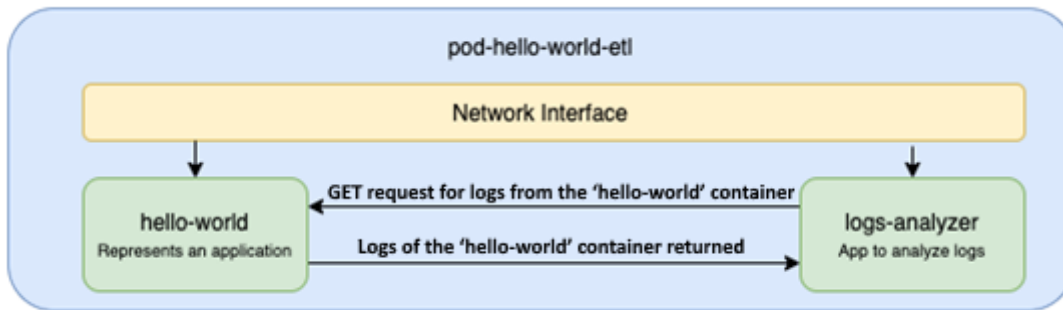 pod-hello-world-etl
Network Interface
GET request for logs from the ‘hello-world’ container
hello-world
Represents an application
Logs of the ‘hello-world’ container returned
logs-analyzer
App to analyze logs